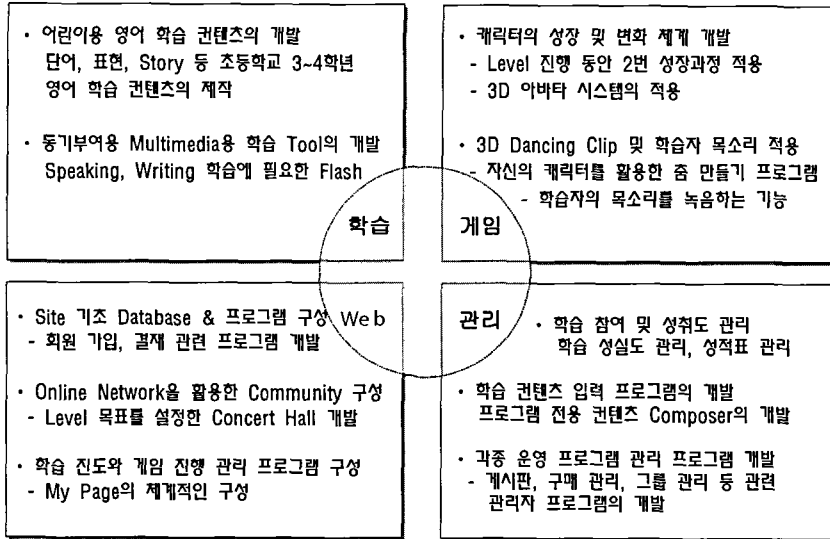 · 어린이용 영어 학습 컨텐츠의 개발
단어, 표현, Story 등 초등학교 3~4학년
영어 학습 컨텐츠의 제작
· 동기부여용 Multimedia용 학습 Tool의 개발
Speaking, Writing 학습에 필요한 Flash
학습
· 캐릭터의 성장 및 변화 체계 개발
- Level 진행 동안 2번 성장과정 적용
- 3D 아바타 시스템의 적용
· 3D Dancing Clip 및 학습자 목소리 적용
- 자신의 캐릭터를 활용한 춤 만들기 프로그램
- 학습자의 목소리를 녹음하는 기능
게임
· Site 기초 Database & 프로그램 구성
- 회원 가입, 결재 관련 프로그램 개발
Web
· Online Network을 활용한 Community 구성
- Level 목표를 설정한 Concert Hall 개발
· 학습 진도와 게임 진행 관리 프로그램 구성
- My Page의 체계적인 구성
관리
· 학습 참여 및 성취도 관리
학습 성실도 관리, 성적표 관리
· 학습 컨텐츠 입력 프로그램의 개발
프로그램 전용 컨텐츠 Composer의 개발
· 각종 운영 프로그램 관리 프로그램 개발
- 게시판, 구매 관리, 그룹 관리 등 관련
관리자 프로그램의 개발